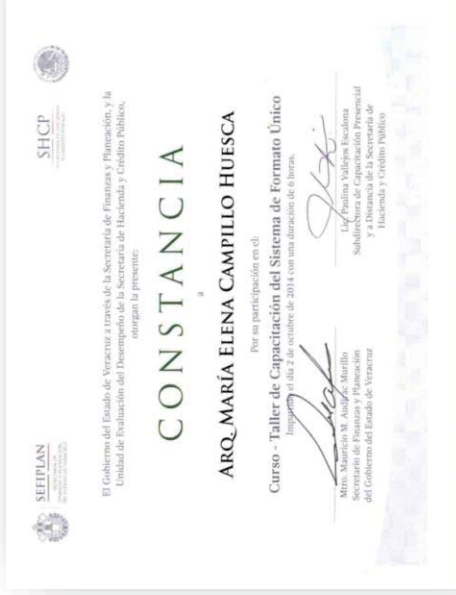 SEFIPLAN
SHCP
El Gobierno del Estado de Veracruz a través de la Secretaría de Finanzas y Planeación, y la
Unidad de Evaluación del Desempeño de la Secretaría de Hacienda y Crédito Público,
otorgan la presente:
CONSTANCIA
a
ARQ. MARÍA ELENA CAMPILLO HUESCA
Por su participación en el:
Curso - Taller de Capacitación del Sistema de Formato Único
el día 2 de octubre de 2014 con una duración de 6 horas.
Mtro. Mauricio M. Audirac Murillo
Secretario de Finanzas y Planeación
del Gobierno del Estado de Veracruz
Lic. Paulina Vallejos Escalona
Subdirectora de Capacitación Presencial
y a Distancia de la Secretaría de
Hacienda y Crédito Público